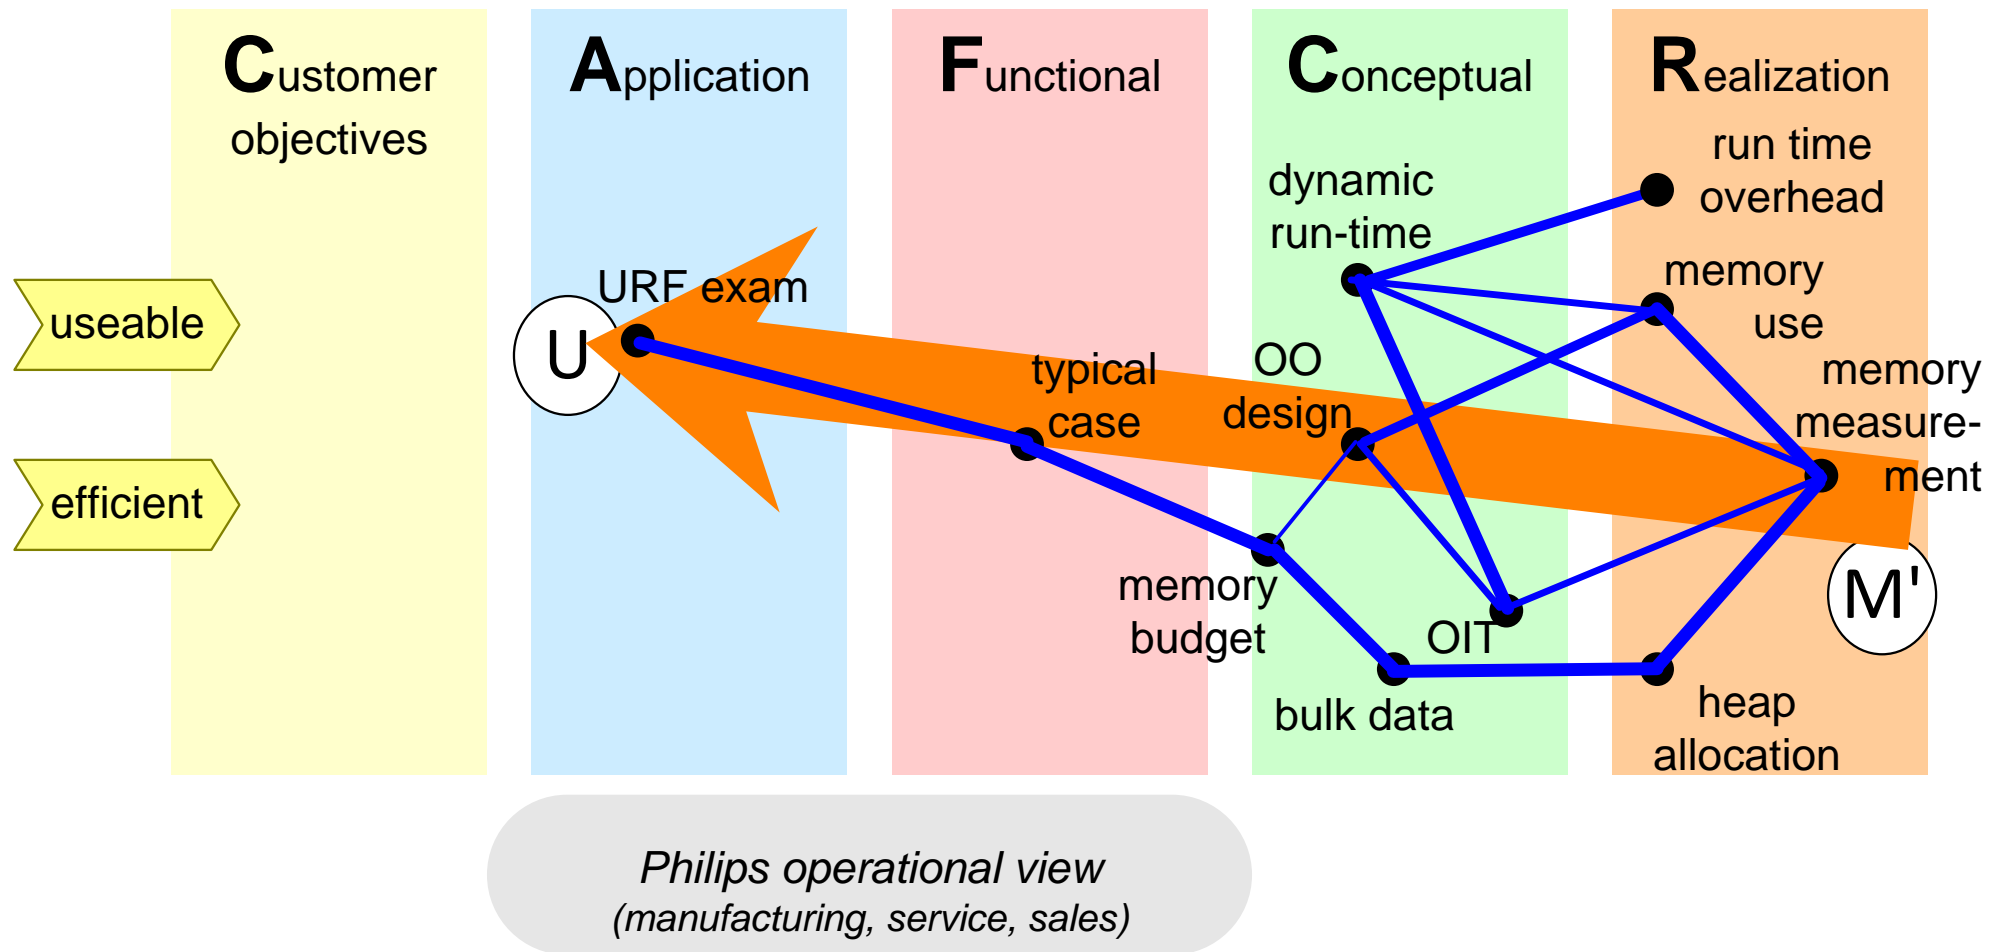 Customer
objectives
Application
Functional
Conceptual
Realization
run time
overhead
dynamic
run-time
memory
use
URF exam
useable
U
typical
case
OO
design
memory
measure-
ment
efficient
memory
budget
OIT
M'
bulk data
heap
allocation
Philips operational view
(manufacturing, service, sales)